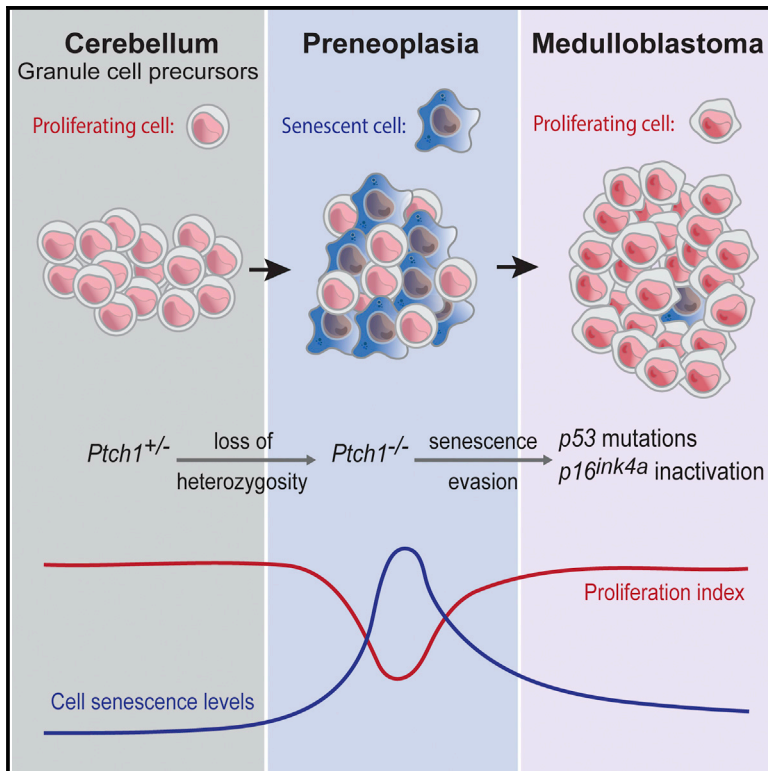 Cerebellum
Granule cell precursors
Proliferating cell:
Preneoplasia
Senescent cell:
Medulloblastoma
Proliferating cell:
Ptch1+/-
loss of
heterozygosity
Ptch1-/-
senescence
evasion
p53 mutations
p16ink4a inactivation
Proliferation index
Cell senescence levels